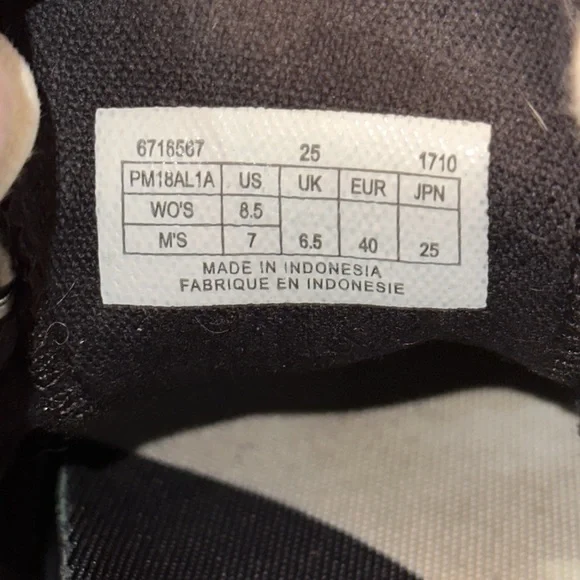 6716567 25 1710
PM18AL1A US UK EUR JPN
WO'S 8.5
M'S 7 6.5 40 25
MADE IN INDONESIA
FABRIQUE EN INDONESIE